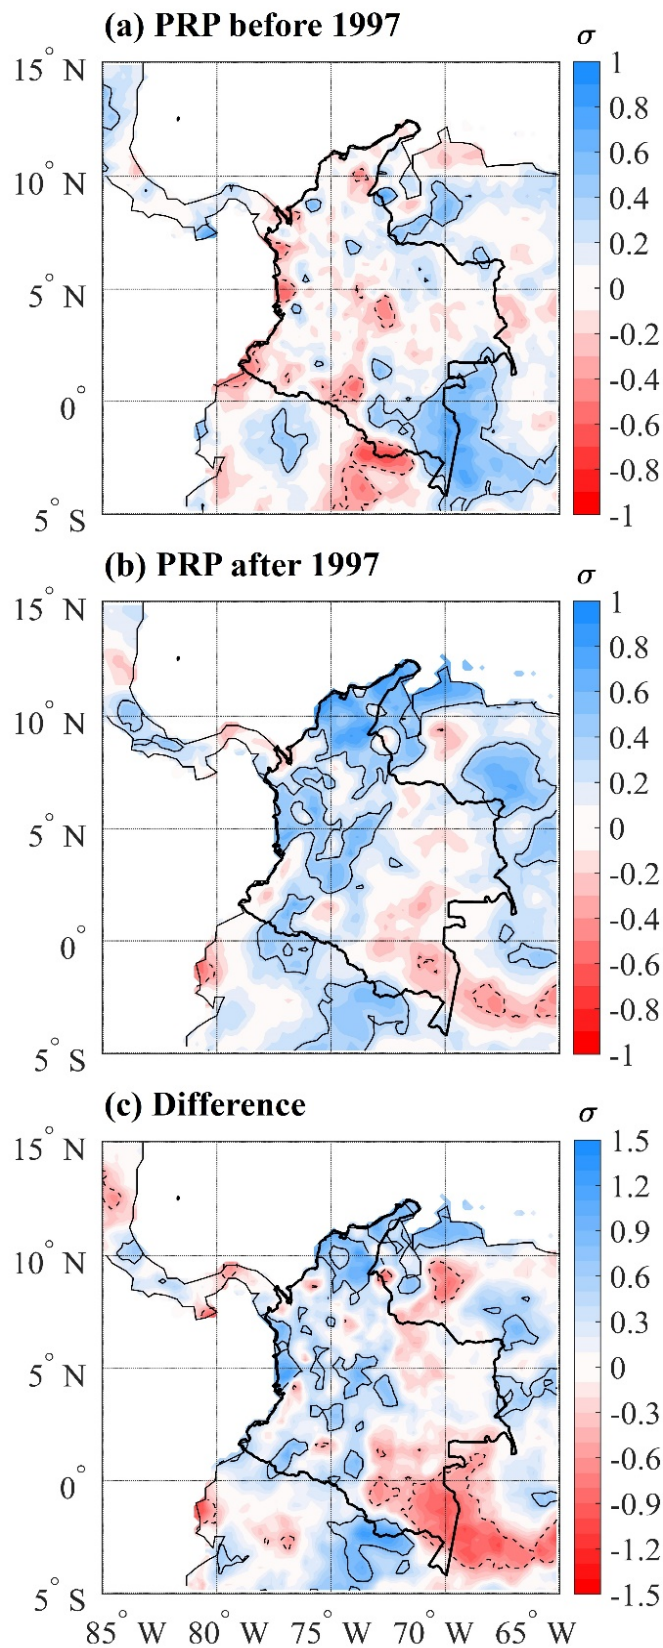 (a) PRP before 1997
σ
15° N
10° N
5° N
0°
5° S
1
0.8
0.6
0.4
0.2
0
-0.2
-0.4
-0.6
-0.8
-1
(b) PRP after 1997
σ
15° N
10° N
5° N
0°
5° S
1
0.8
0.6
0.4
0.2
0
-0.2
-0.4
-0.6
-0.8
-1
(c) Difference
σ
15° N
10° N
5° N
0°
5° S
1.5
1.2
0.9
0.6
0.3
0
-0.3
-0.6
-0.9
-1.2
-1.5
85° W 80° W 75° W 70° W 65° W